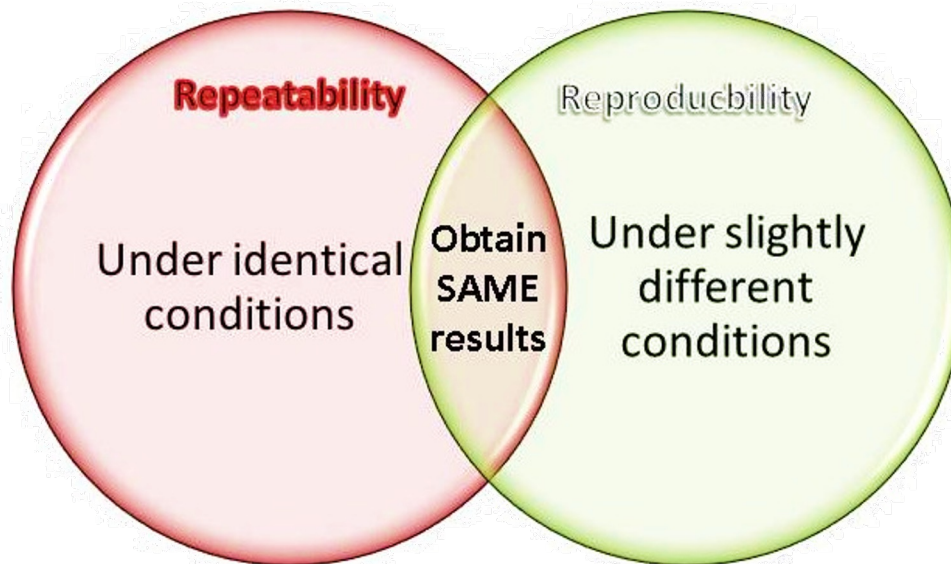 Repeatability
Under identical
conditions
Obtain
SAME
results
Reproducbility
Under slightly
different
conditions